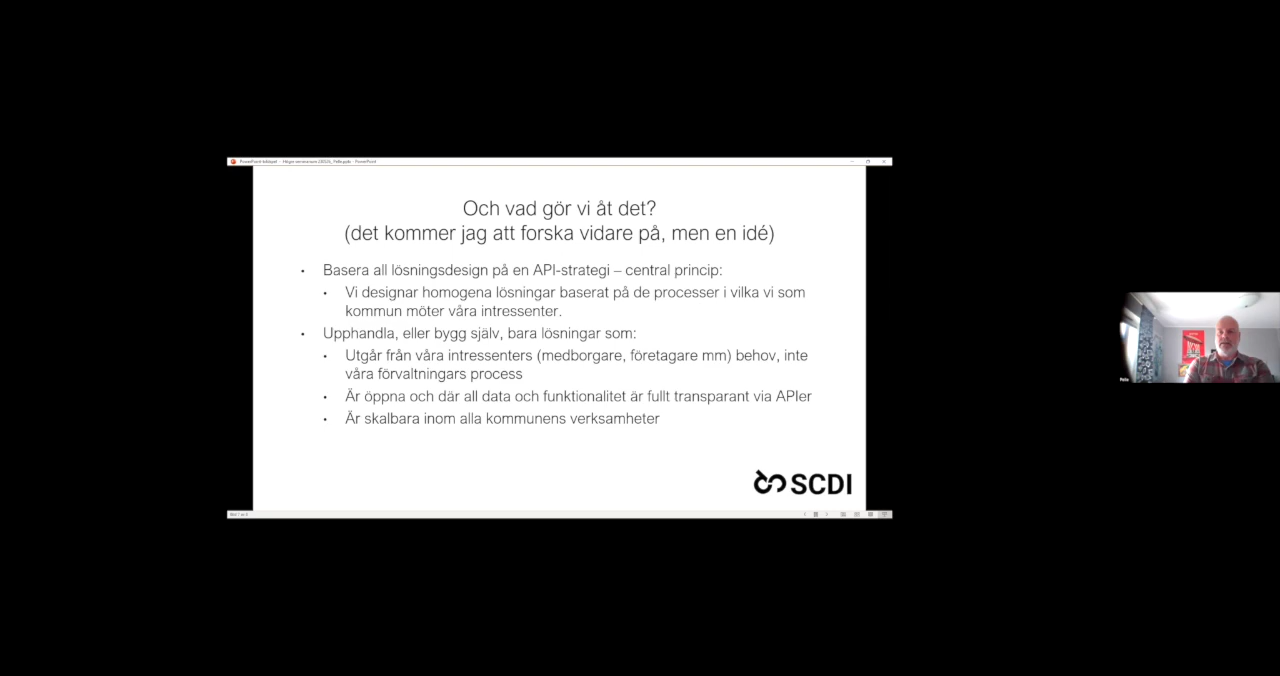 Och vad gör vi åt det?
(det kommer jag att forska vidare på, men en idé)
• Basera all lösningsdesign på en API-strategi – central princip:
• Vi designar homogena lösningar baserat på de processer i vilka vi som
kommun möter våra intressenter.
• Upphandla, eller bygg själv, bara lösningar som:
• Utgår från våra intressenters (medborgare, företagare mm) behov, inte
våra förvaltningars process
• Är öppna och där all data och funktionalitet är fullt transparant via APIer
• Är skalbara inom alla kommunens verksamheter
SCDI
Pelle